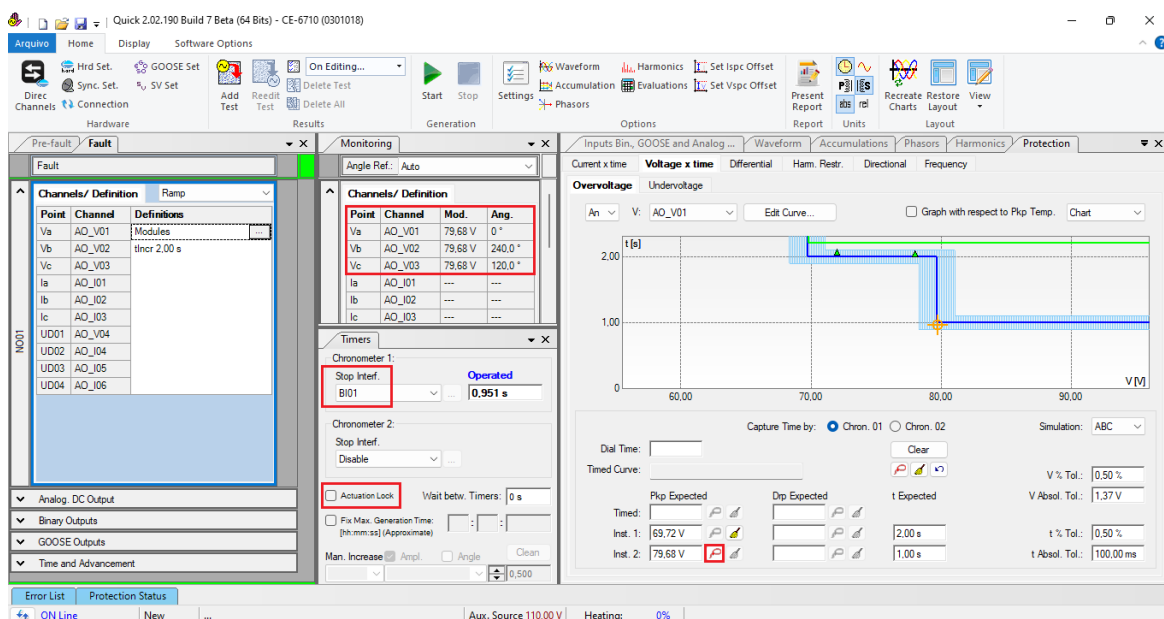 Quick 2.02.190 Build 7 Beta (64 Bits) - CE-6710 (0301018)
Arquivo Home Display Software Options
Direc Channels
Hrd Set.
Sync. Set.
Connection
GOOSE Set
SV Set
Hardware
Add Test
Reedit Test
On Editing...
Delete Test
Delete All
Results
Start
Stop
Generation
Settings
Waveform
Accumulation
Phasors
Harmonics
Evaluations
Set Ispc Offset
Set Vspc Offset
Options
Present Report
Report
abs rel
Units
Recreate Charts
Restore Layout
View
Layout
Pre-fault Fault
Fault
Channels/ Definition Ramp
Point Channel Definitions
Va AO_V01 Modules ...
Vb AO_V02 tIncr 2,00 s
Vc AO_V03
Ia AO_I01
Ib AO_I02
Ic AO_I03
UD01 AO_V04
UD02 AO_I04
UD03 AO_I05
UD04 AO_I06
NO01
Analog. DC Output
Binary Outputs
GOOSE Outputs
Time and Advancement
Monitoring
Angle Ref.: Auto
Channels/ Definition
Point Channel Mod. Ang.
Va AO_V01 79,68 V 0 °
Vb AO_V02 79,68 V 240,0 °
Vc AO_V03 79,68 V 120,0 °
Ia AO_I01 --- ---
Ib AO_I02 --- ---
Ic AO_I03 --- ---
Timers
Chronometer 1:
Stop Interf. Operated
BI01 ... 0,951 s
Chronometer 2:
Stop Interf.
Disable ...
Actuation Lock Wait betw. Timers: 0 s
Fix Max. Generation Time: : :
[hh:mm:ss] (Approximate)
Man. Increase Ampl. Angle Clean
0,500
Inputs Bin., GOOSE and Analog ... Waveform Accumulations Phasors Harmonics Protection
Current x time Voltage x time Differential Ham. Restr. Directional Frequency
Overvoltage Undervoltage
An V: AO_V01 Edit Curve... Graph with respect to Pkp Temp. Chart
t [s]
2,00
1,00
0
60,00 70,00 80,00 90,00
V [V]
Capture Time by: Chron. 01 Chron. 02 Simulation: ABC
Dial Time: Clear
Timed Curve: V % Tol.: 0,50 %
Pkp Expected Drp Expected t Expected V Absol. Tol.: 1,37 V
Timed:
Inst. 1: 69,72 V 2,00 s t % Tol.: 0,50 %
Inst. 2: 79,68 V 1,00 s t Absol. Tol.: 100,00 ms
Error List Protection Status
ON Line New ... Aux. Source 110.00 V Heating: 0%